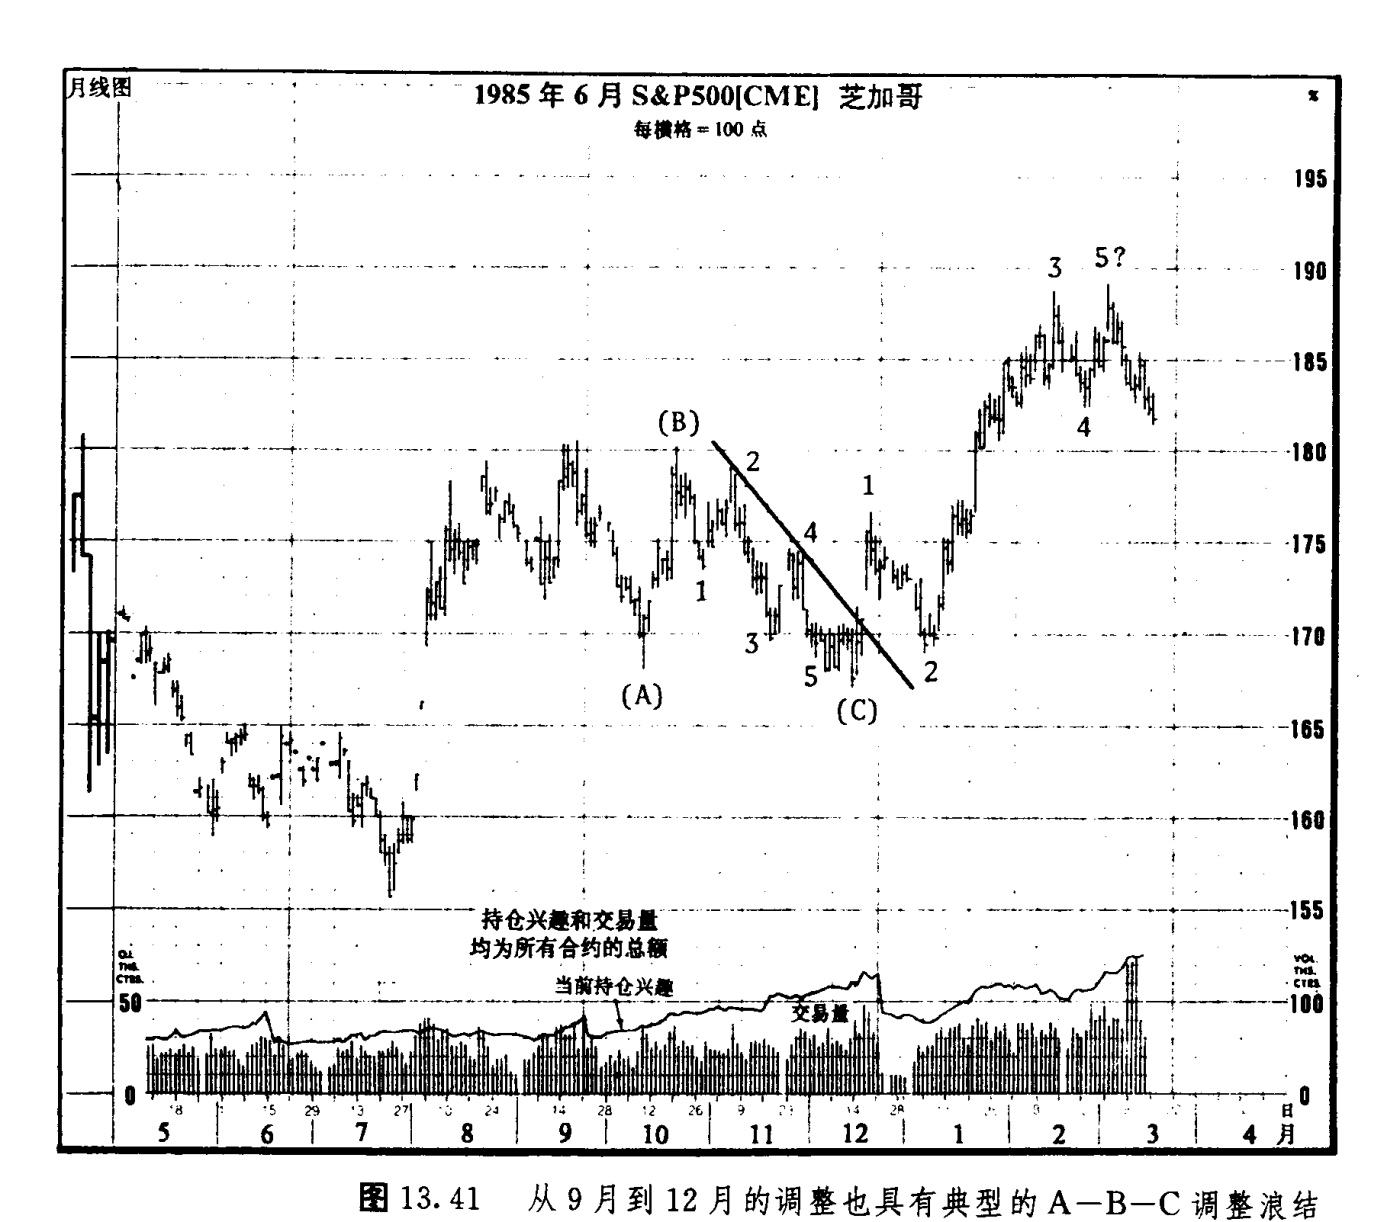 月线图
1985 年 6 月 S&P500[CME] 芝加哥
%
每横格 = 100 点
195
190
185
180
175
170
165
160
155
3
5?
4
(B)
2
1
4
1
3
5
2
(A)
(C)
持仓兴趣和交易量
均为所有合约的总额
当前持仓兴趣
交易量
O.I.
THS.
CTRS.
50
0
VOL.
THS.
CTRS.
100
0
18 15 29 13 27 24 14 28 12 26 9 14 28 日
5 6 7 8 9 10 11 12 1 2 3 4 月
图 13.41 从 9 月到 12 月的调整也具有典型的 A-B-C 调整浪结